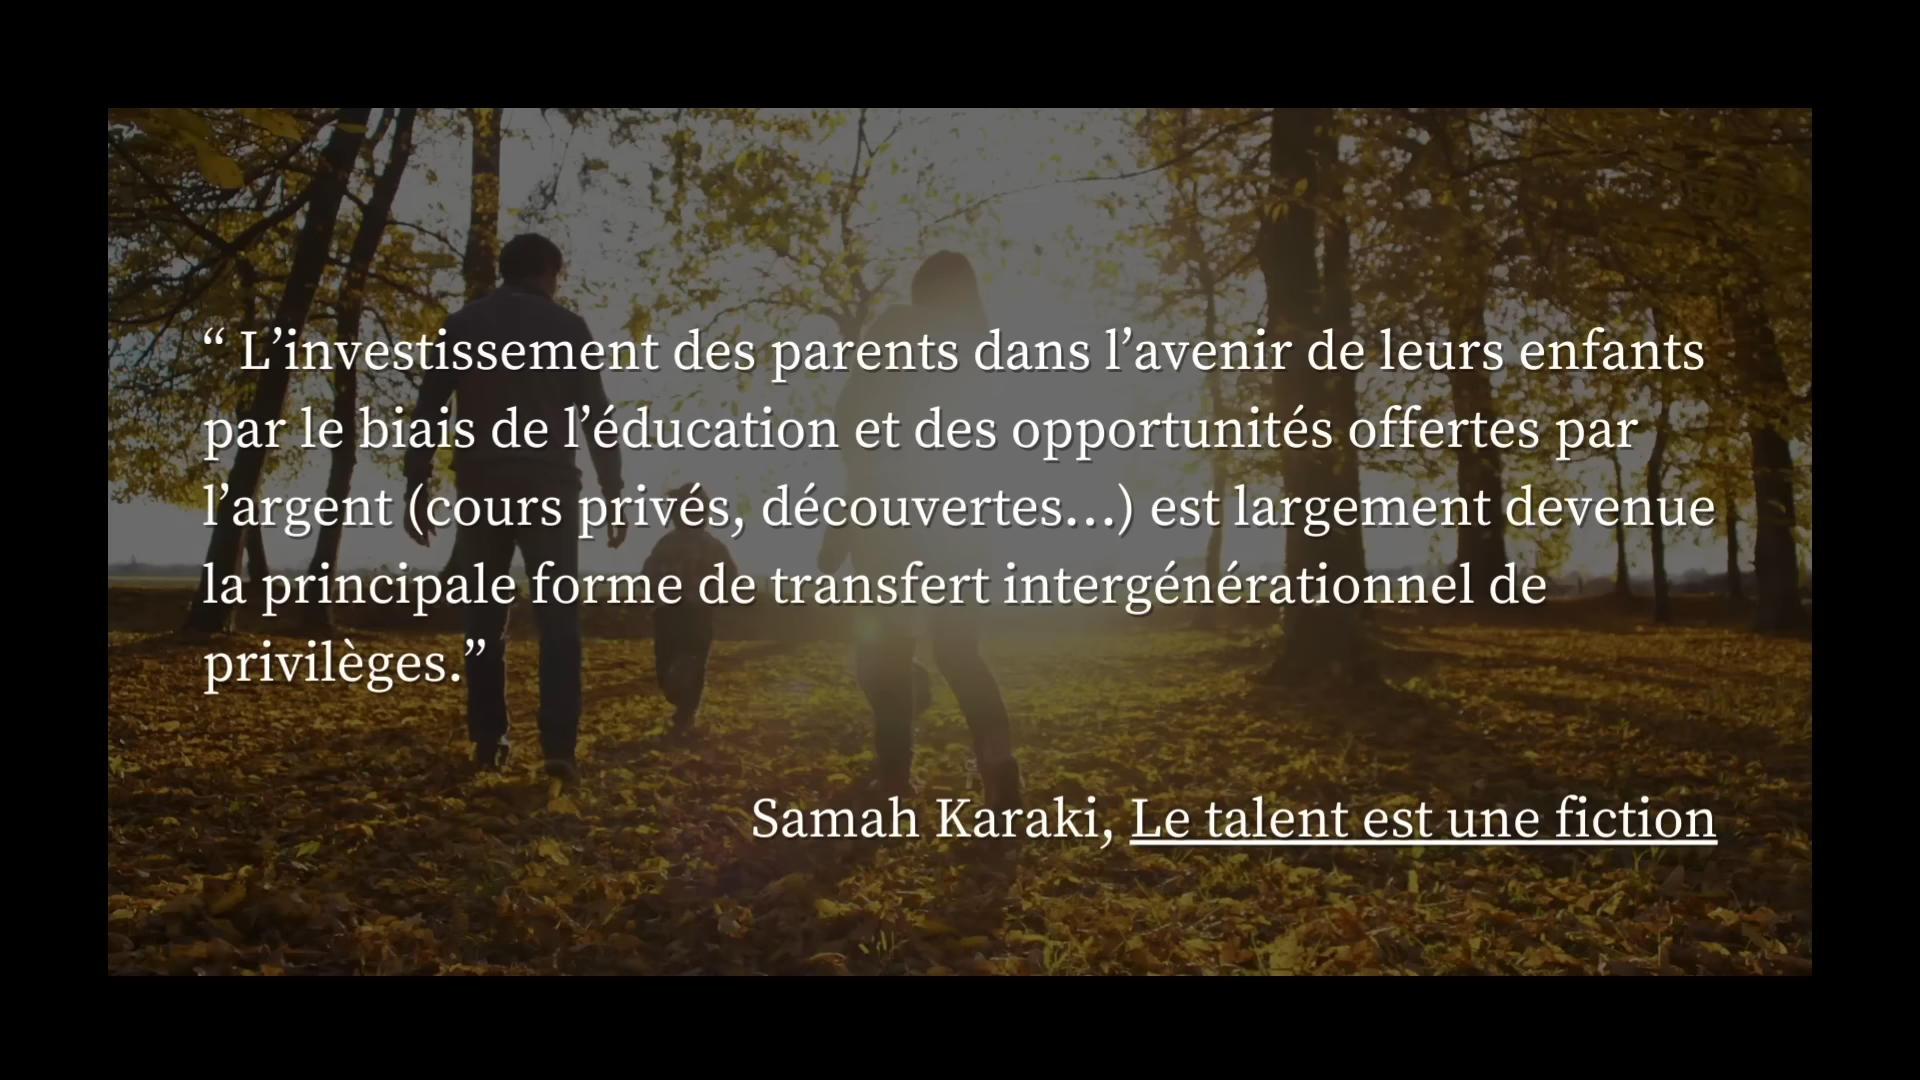 “ L’investissement des parents dans l’avenir de leurs enfants
par le biais de l’éducation et des opportunités offertes par
l’argent (cours privés, découvertes…) est largement devenue
la principale forme de transfert intergénérationnel de
privilèges.”
Samah Karaki, Le talent est une fiction